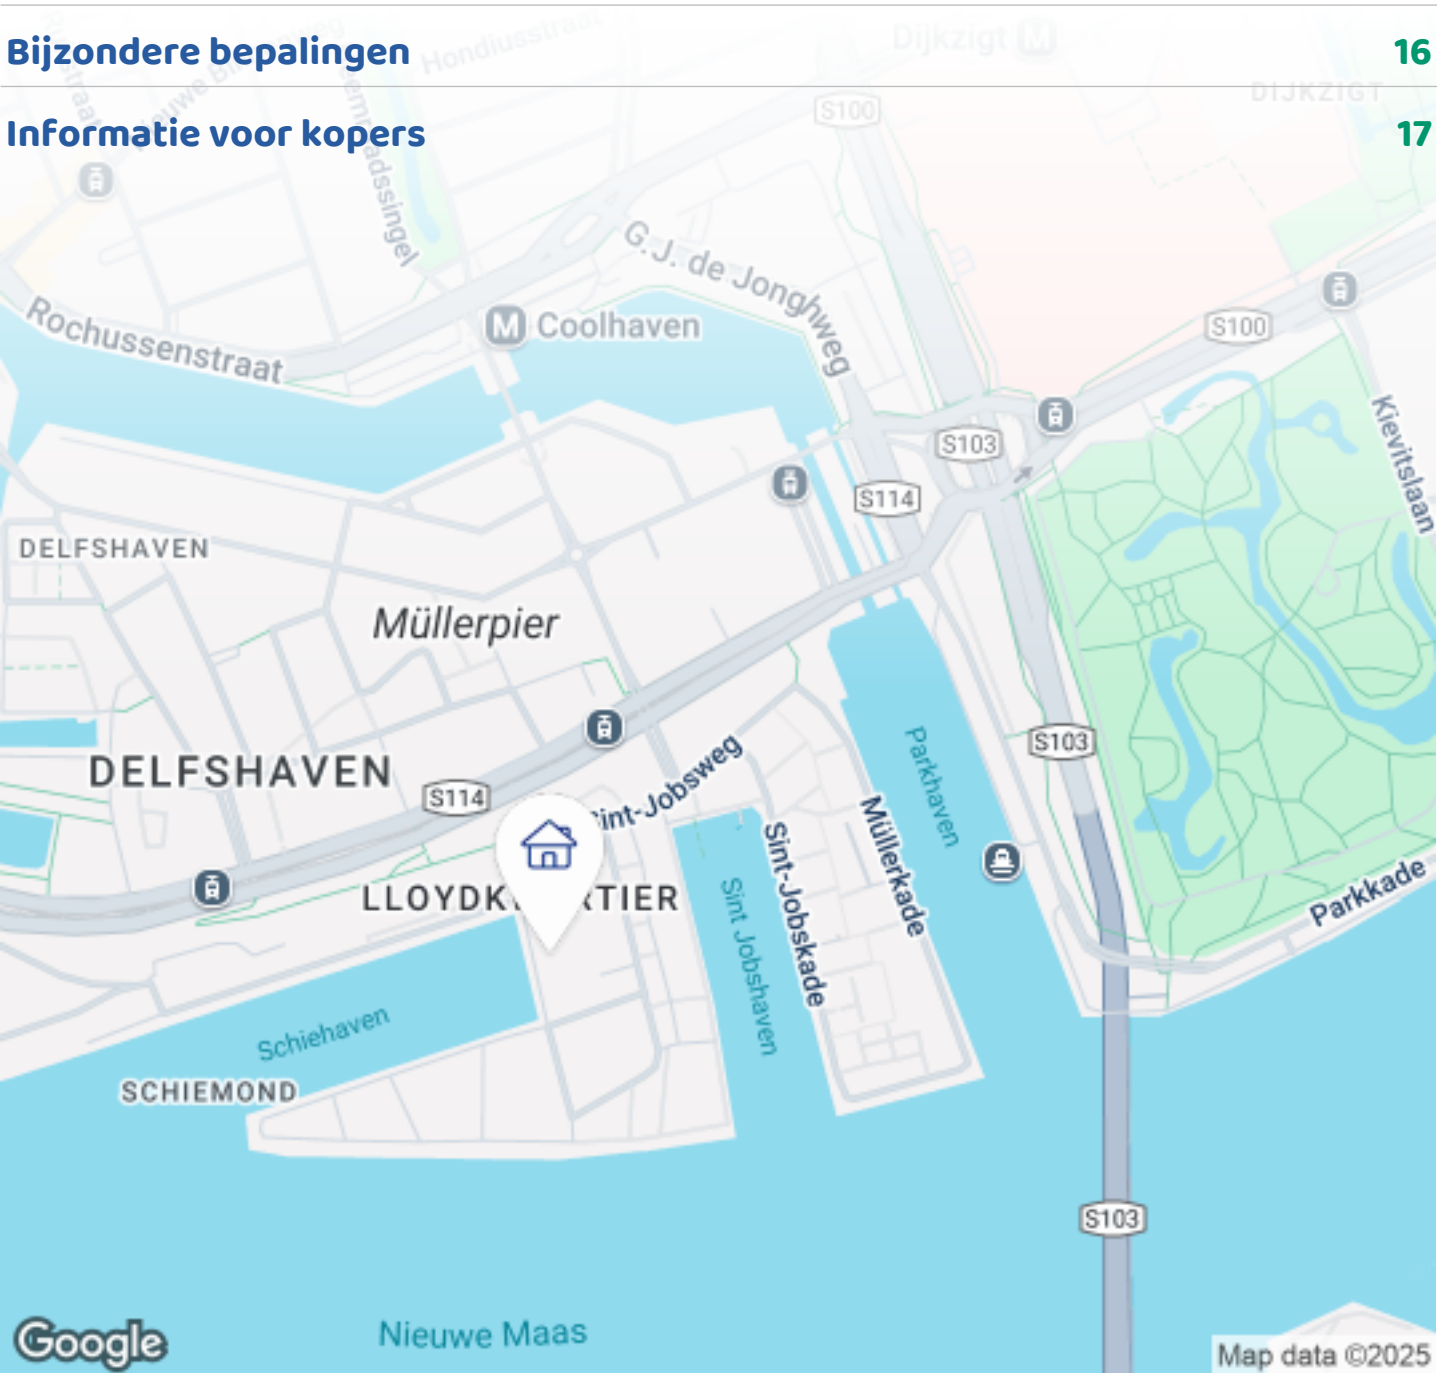 Bijzondere bepalingen 16
Hondiusstraat
Dijkzigt M
DIJKZIGT
S100
Informatie voor kopers 17
G.J. de Jonghweg
Rochussenstraat
M Coolhaven
S100
Kievitslaan
S103
S114
DELFSHAVEN
Müllerpier
S103
Parkhaven
DELFSHAVEN
S114
Sint-Jobsweg
Müllerkade
Sint-Jobskade
Parkkade
Sint Jobshaven
Schiehaven
SCHIEMOND
S103
Nieuwe Maas
Google
Map data ©2025